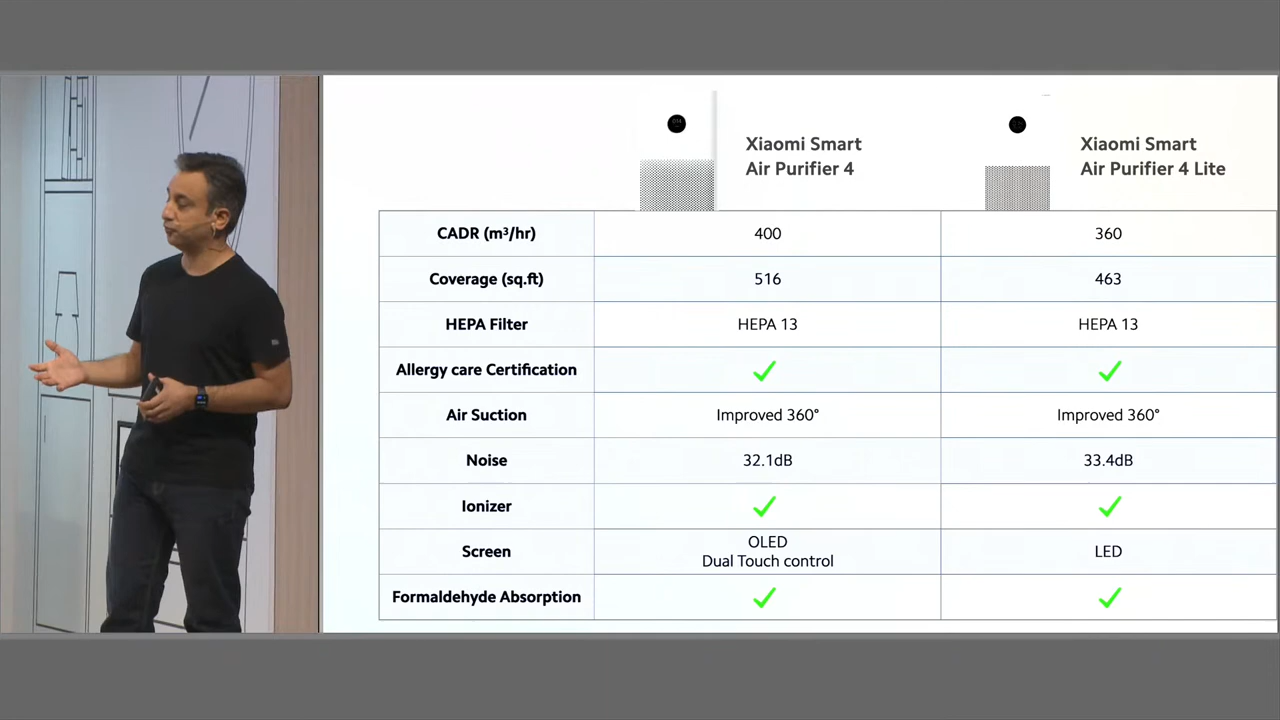 Xiaomi Smart
Air Purifier 4
Xiaomi Smart
Air Purifier 4 Lite
CADR (m³/hr) 400 360
Coverage (sq.ft) 516 463
HEPA Filter HEPA 13 HEPA 13
Allergy care Certification ✓ ✓
Air Suction Improved 360° Improved 360°
Noise 32.1dB 33.4dB
Ionizer ✓ ✓
Screen OLED
Dual Touch control LED
Formaldehyde Absorption ✓ ✓